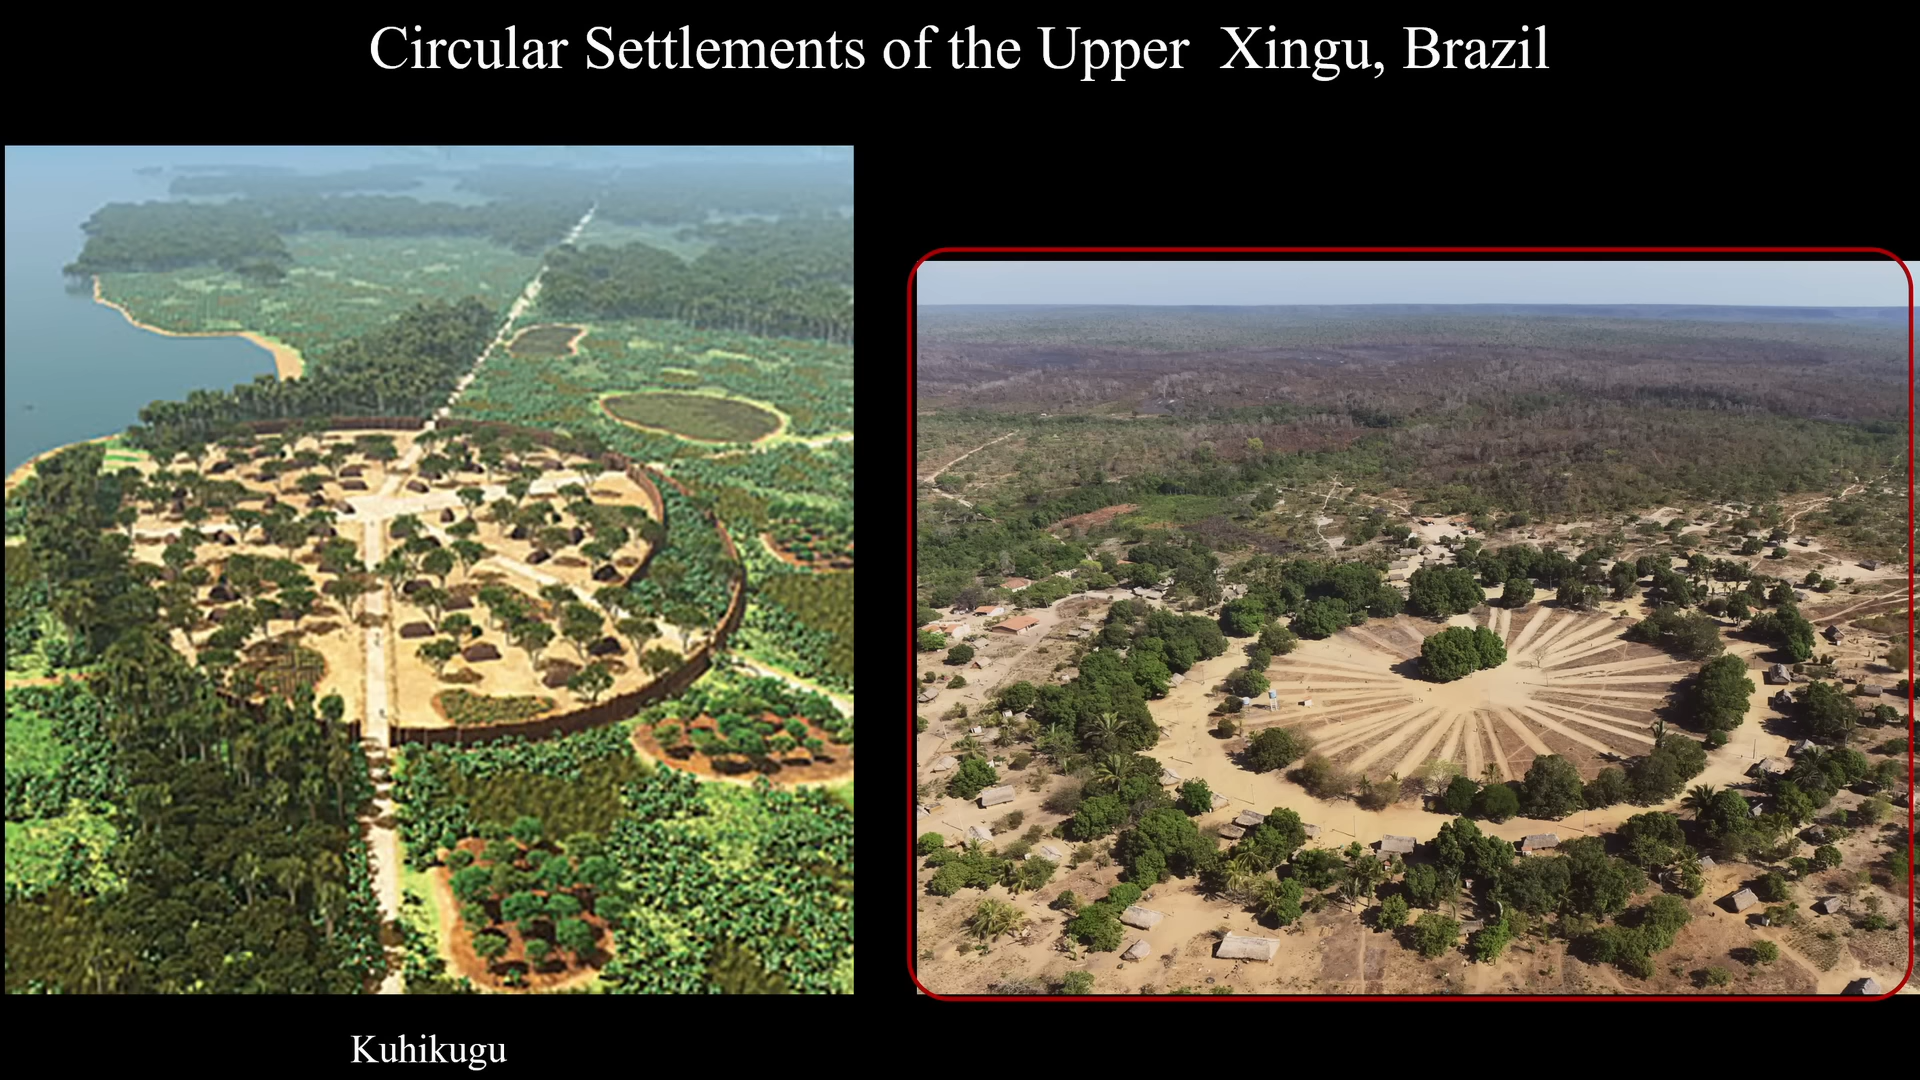 Circular Settlements of the Upper Xingu, Brazil
Kuhikugu